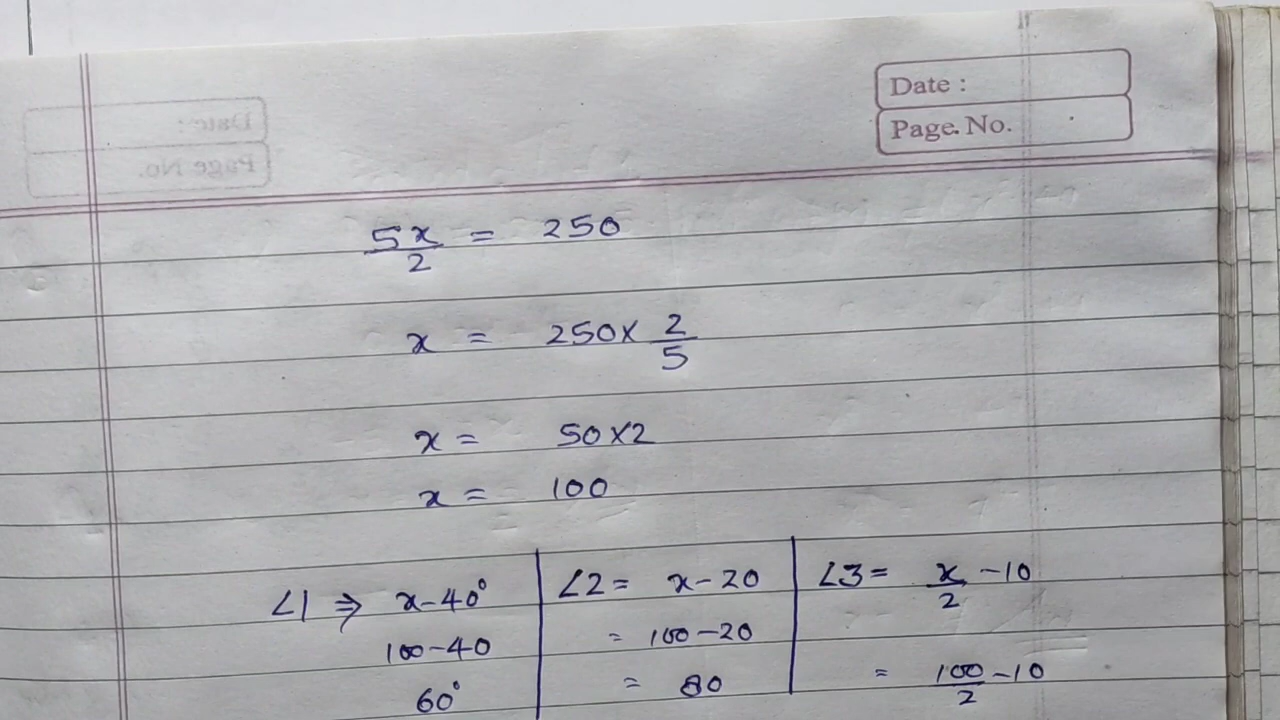 Date :
Page. No.
5x/2 = 250
x = 250 × 2/5
x = 50×2
x = 100
∠1 ⇒ x-40°
100-40
60°
∠2 = x-20
= 100-20
= 80
∠3 = x/2 -10
= 100/2 -10